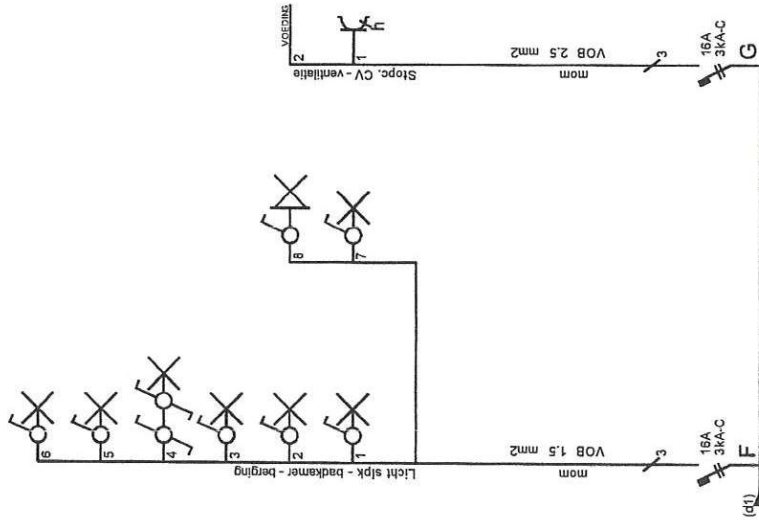 VOEDING
2
1
h
Stopc. CV - ventilatie
VOB 2.5 mm2
mom
3
16A
3kA-C
G
8
7
6
5
4
3
2
1
Licht slpk - badkamer - berging
VOB 1.5 mm2
mom
3
16A
3kA-C
F
(d1)